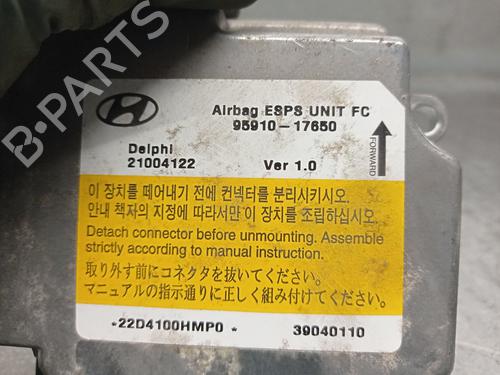 Airbag ESPS UNIT FC
95910-17650
Delphi
21004122
Ver 1.0
FORWARD
이 장치를 떼어내기 전에 컨넥터를 분리시키시오.
안내 책자의 지정에 따라서만 이 장치를 조립하십시오.
Detach connector before unmounting. Assemble
strictly according to manual instruction.
取り外す前にコネクタを抜いてください。
マニュアルの指示通りに正しく組み付けてください!
*22D4100HMP0*
39040110
B-PARTS